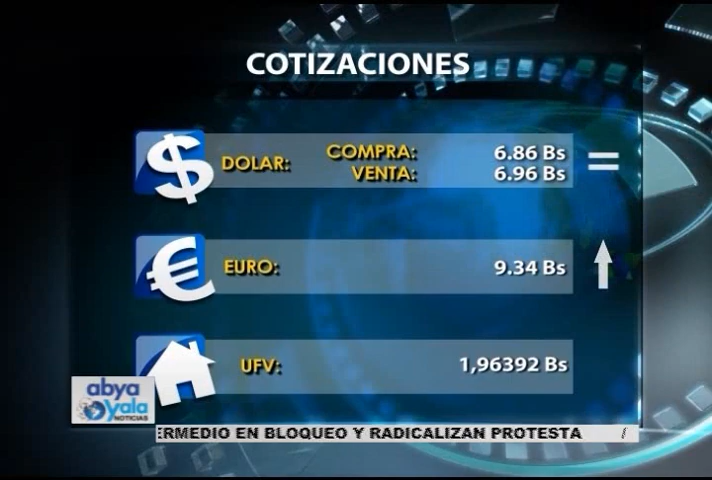 COTIZACIONES
$ DOLAR: COMPRA: 6.86 Bs =
VENTA: 6.96 Bs
€ EURO: 9.34 Bs
UFV: 1,96392 Bs
abya
yala
NOTICIAS
ERMEDIO EN BLOQUEO Y RADICALIZAN PROTESTA /